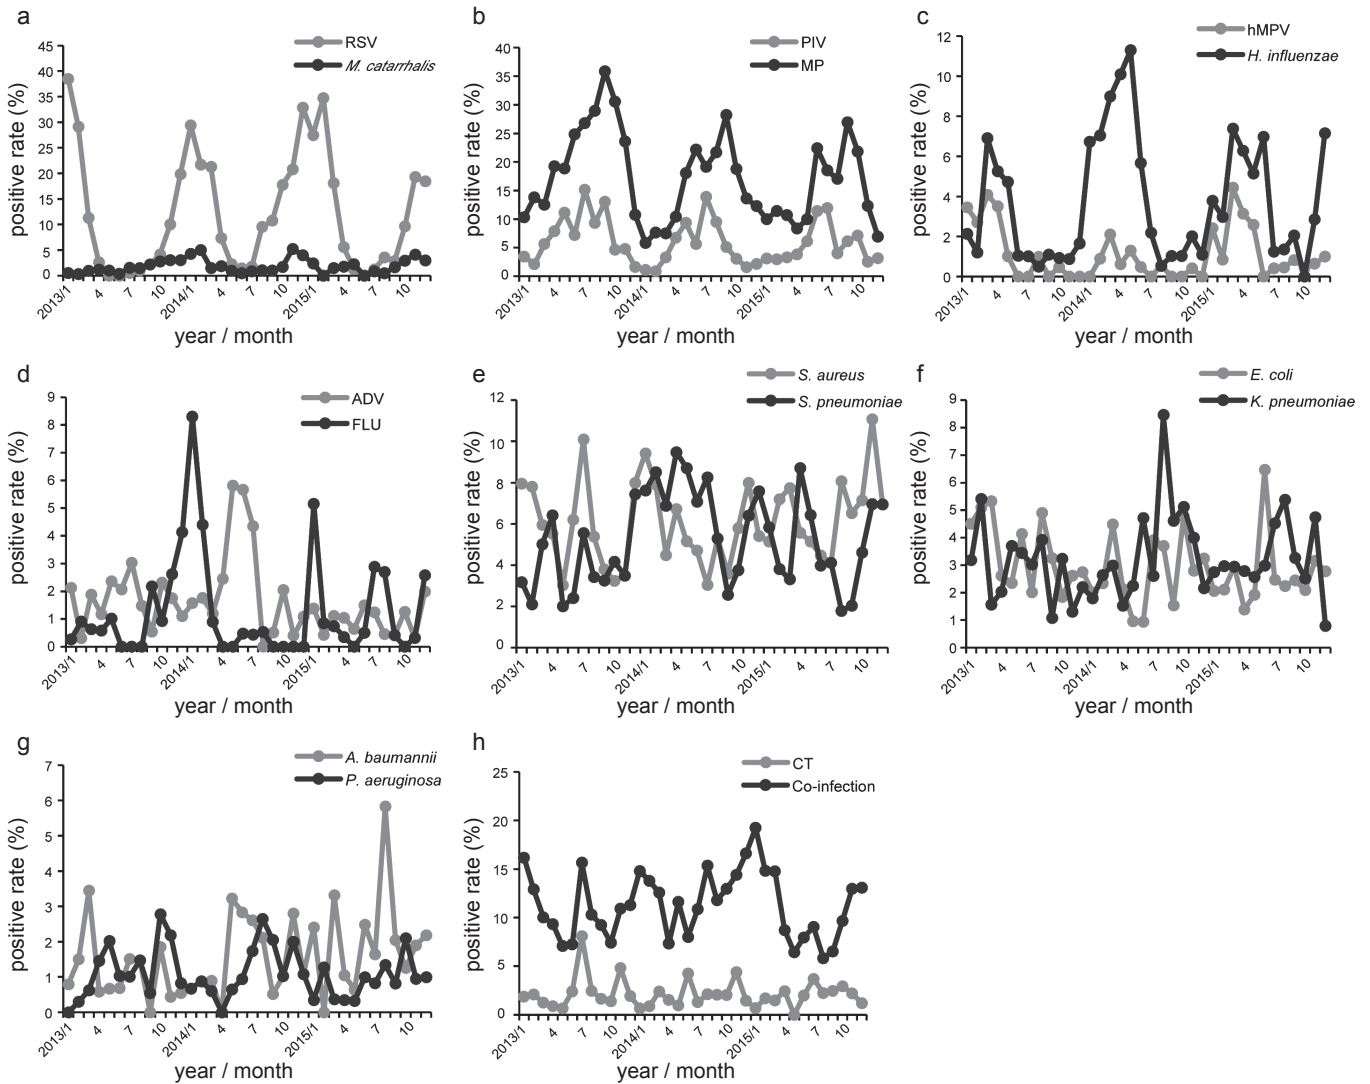 a
RSV
M. catarrhalis
positive rate (%)
45
40
35
30
25
20
15
10
5
0
2013/1 4 7 10 2014/1 4 7 10 2015/1 4 7 10
year / month
b
PIV
MP
positive rate (%)
40
35
30
25
20
15
10
5
0
2013/1 4 7 10 2014/1 4 7 10 2015/1 4 7 10
year / month
c
hMPV
H. influenzae
positive rate (%)
12
10
8
6
4
2
0
2013/1 4 7 10 2014/1 4 7 10 2015/1 4 7 10
year / month
d
ADV
FLU
positive rate (%)
9
8
7
6
5
4
3
2
1
0
2013/1 4 7 10 2014/1 4 7 10 2015/1 4 7 10
year / month
e
S. aureus
S. pneumoniae
positive rate (%)
12
10
8
6
4
2
0
2013/1 4 7 10 2014/1 4 7 10 2015/1 4 7 10
year / month
f
E. coli
K. pneumoniae
positive rate (%)
9
8
7
6
5
4
3
2
1
0
2013/1 4 7 10 2014/1 4 7 10 2015/1 4 7 10
year / month
g
A. baumannii
P. aeruginosa
positive rate (%)
7
6
5
4
3
2
1
0
2013/1 4 7 10 2014/1 4 7 10 2015/1 4 7 10
year / month
h
CT
Co-infection
positive rate (%)
25
20
15
10
5
0
2013/1 4 7 10 2014/1 4 7 10 2015/1 4 7 10
year / month